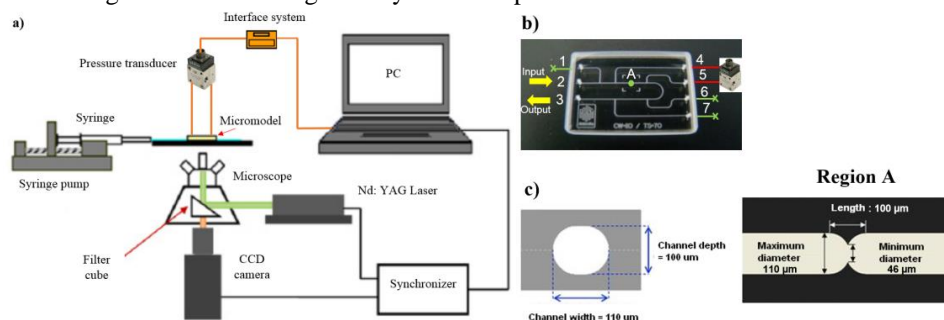 a)
Interface system
Pressure transducer
PC
Syringe
Micromodel
Syringe pump
Microscope
Nd: YAG Laser
Filter
cube
CCD
camera
Synchronizer
b)
1
2
3
4
5
6
7
A
Input
Output
c)
Channel depth
= 100 um
Channel width = 110 um
Region A
Length : 100 µm
Maximum
diameter
110 µm
Minimum
diameter
46 µm